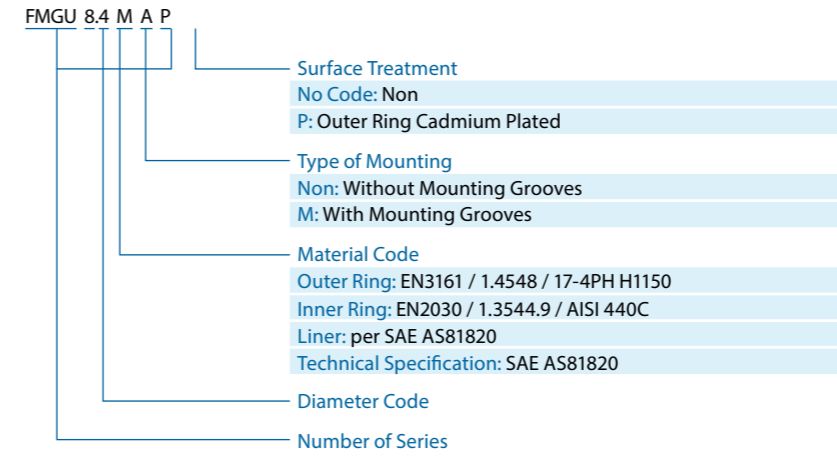 FMGU 8.4 M A P
Surface Treatment
No Code: Non
P: Outer Ring Cadmium Plated
Type of Mounting
Non: Without Mounting Grooves
M: With Mounting Grooves
Material Code
Outer Ring: EN3161 / 1.4548 / 17-4PH H1150
Inner Ring: EN2030 / 1.3544.9 / AISI 440C
Liner: per SAE AS81820
Technical Specification: SAE AS81820
Diameter Code
Number of Series